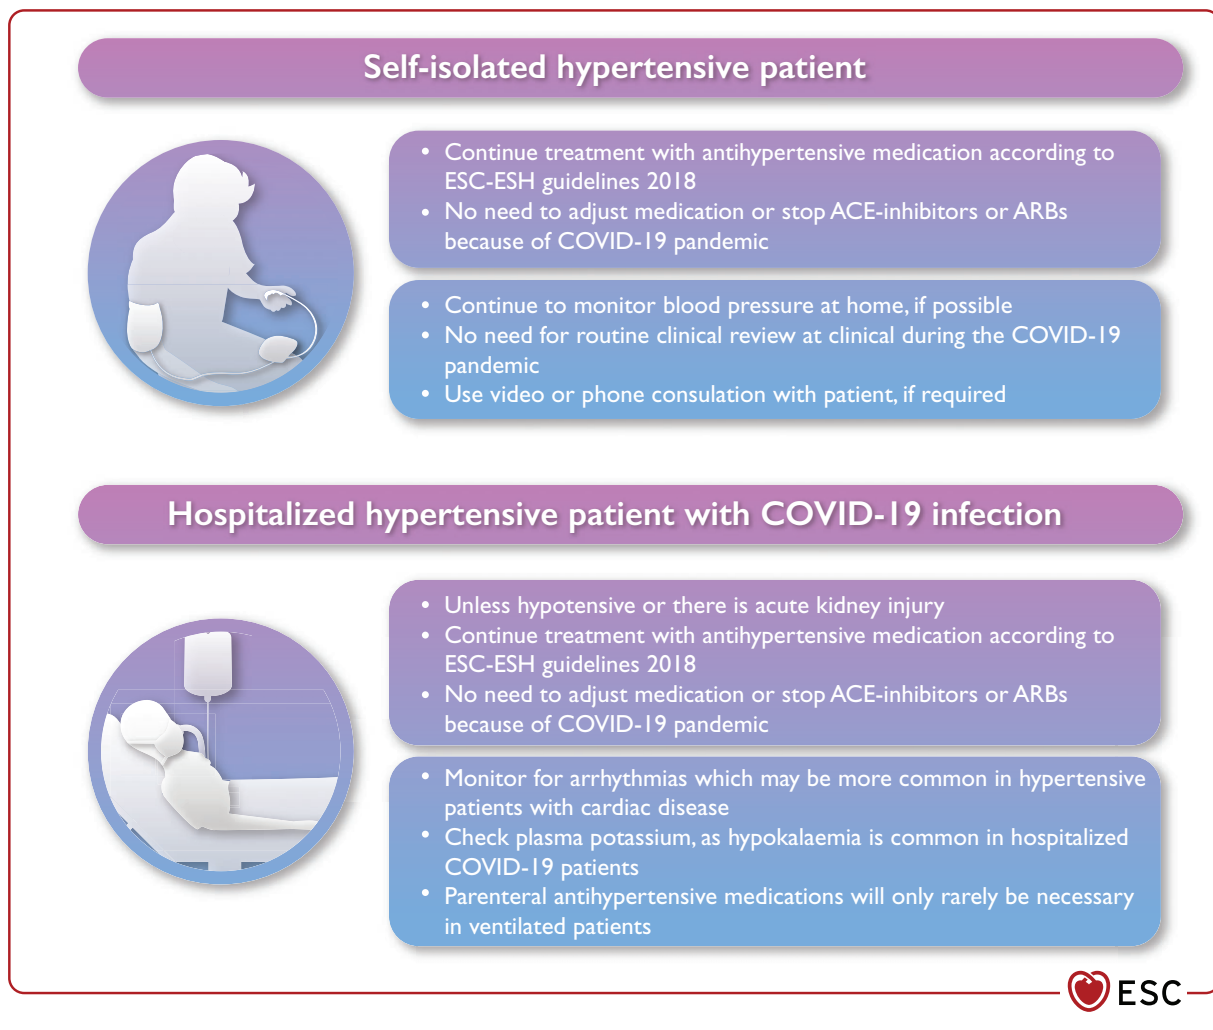 Self-isolated hypertensive patient
• Continue treatment with antihypertensive medication according to
ESC-ESH guidelines 2018
• No need to adjust medication or stop ACE-inhibitors or ARBs
because of COVID-19 pandemic
• Continue to monitor blood pressure at home, if possible
• No need for routine clinical review at clinical during the COVID-19
pandemic
• Use video or phone consulation with patient, if required
Hospitalized hypertensive patient with COVID-19 infection
• Unless hypotensive or there is acute kidney injury
• Continue treatment with antihypertensive medication according to
ESC-ESH guidelines 2018
• No need to adjust medication or stop ACE-inhibitors or ARBs
because of COVID-19 pandemic
• Monitor for arrhythmias which may be more common in hypertensive
patients with cardiac disease
• Check plasma potassium, as hypokalaemia is common in hospitalized
COVID-19 patients
• Parenteral antihypertensive medications will only rarely be necessary
in ventilated patients
ESC